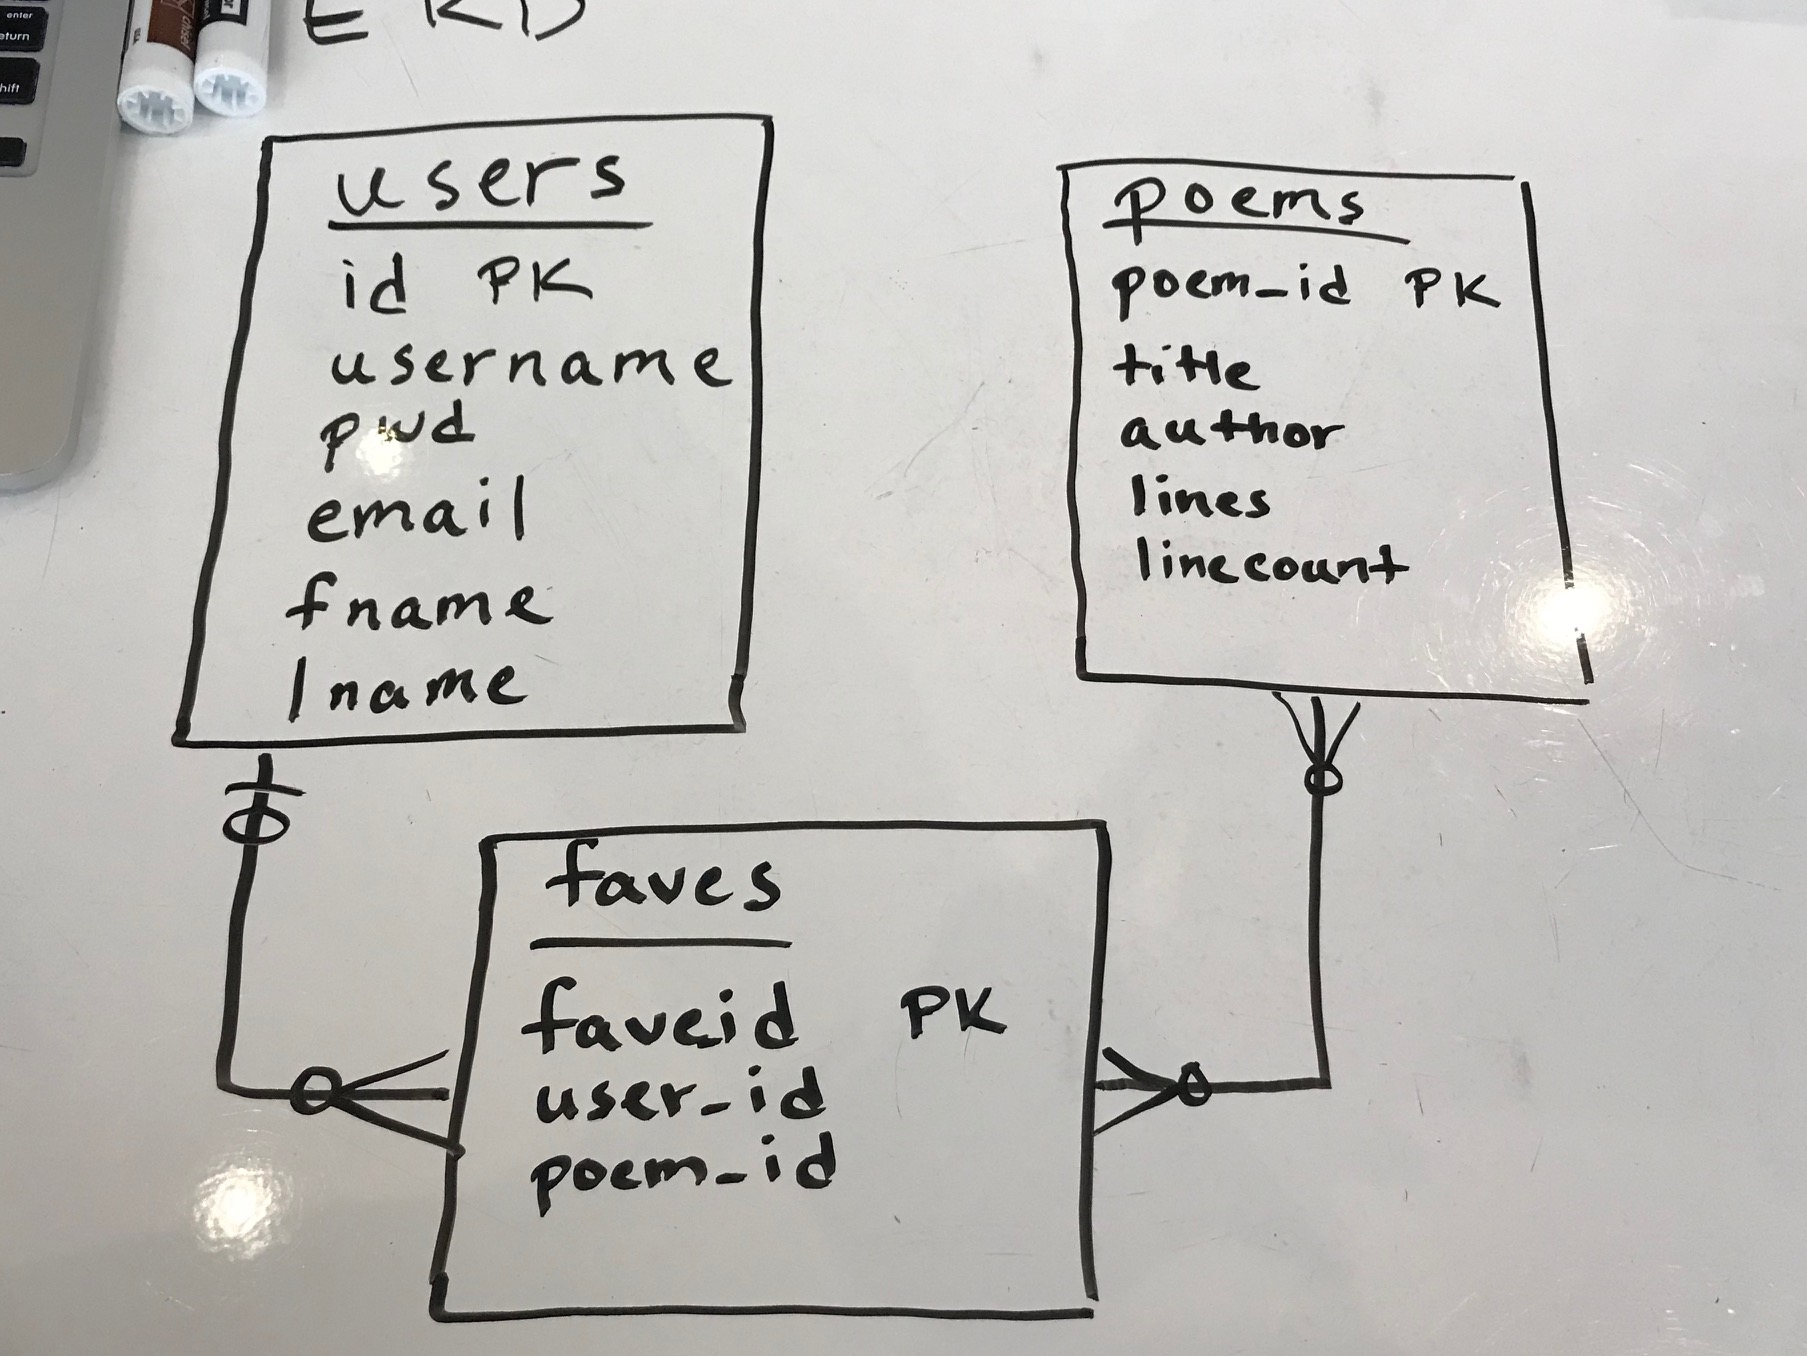 enter
return
shift
ERD
users
id PK
username
pwd
email
fname
lname
poems
poem_id PK
title
author
lines
linecount
faves
faveid PK
user_id
poem_id